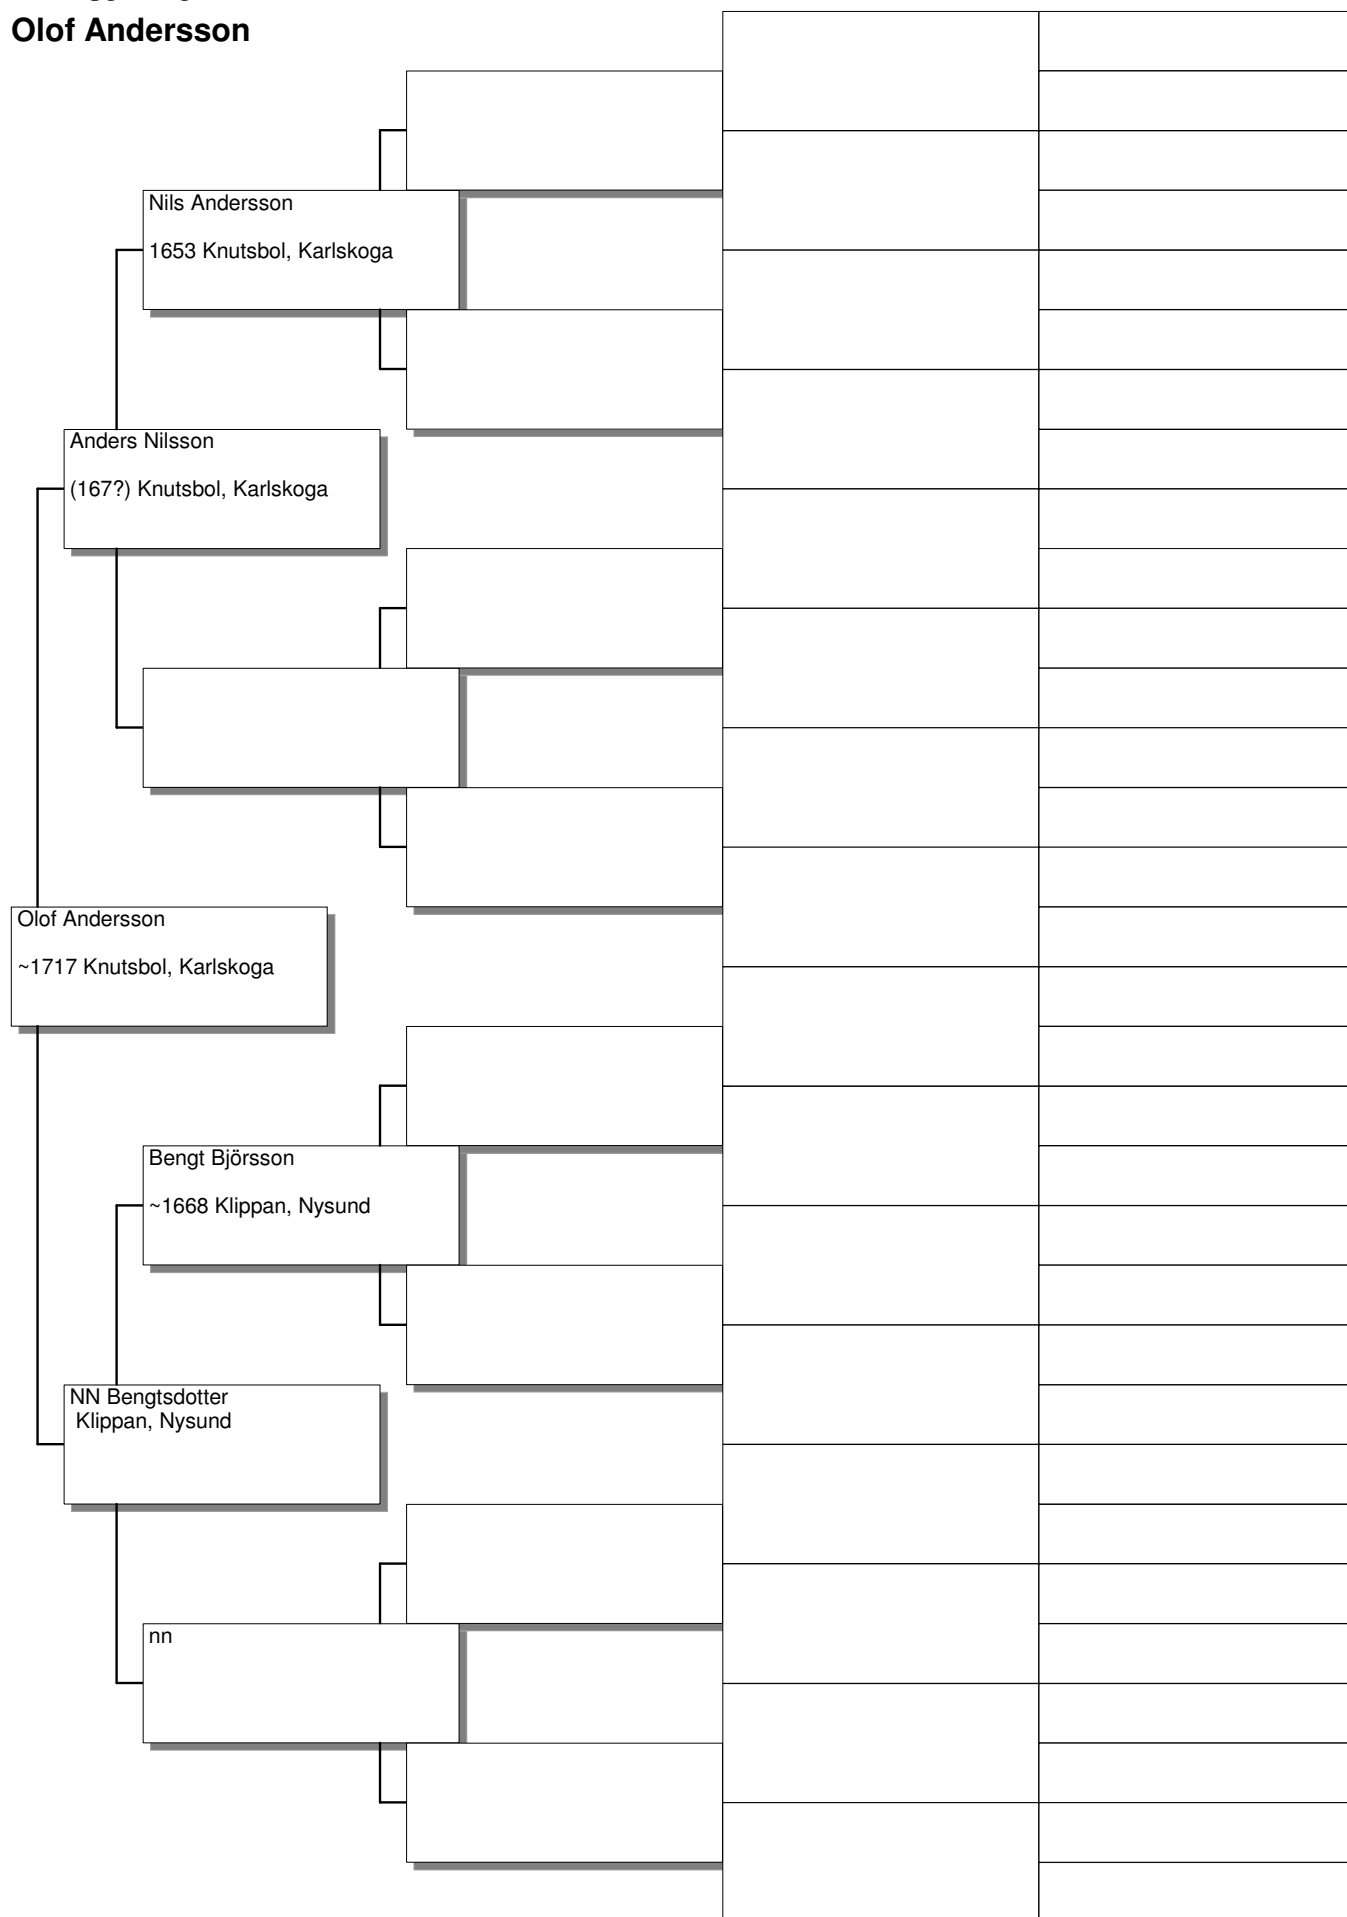 Olof Andersson
Nils Andersson
1653 Knutsbol, Karlskoga
Anders Nilsson
(167?) Knutsbol, Karlskoga
Olof Andersson
~1717 Knutsbol, Karlskoga
Bengt Björsson
~1668 Klippan, Nysund
NN Bengtsdotter
Klippan, Nysund
nn